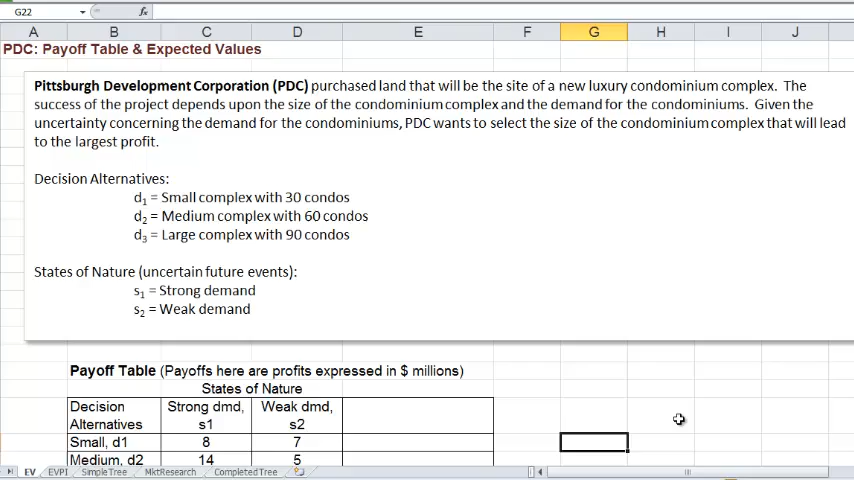 G22
fx
A B C D E F G H I J
PDC: Payoff Table & Expected Values
Pittsburgh Development Corporation (PDC) purchased land that will be the site of a new luxury condominium complex. The
success of the project depends upon the size of the condominium complex and the demand for the condominiums. Given the
uncertainty concerning the demand for the condominiums, PDC wants to select the size of the condominium complex that will lead
to the largest profit.
Decision Alternatives:
d1 = Small complex with 30 condos
d2 = Medium complex with 60 condos
d3 = Large complex with 90 condos
States of Nature (uncertain future events):
s1 = Strong demand
s2 = Weak demand
Payoff Table (Payoffs here are profits expressed in $ millions)
States of Nature
Decision Strong dmd, Weak dmd,
Alternatives s1 s2
Small, d1 8 7
Medium, d2 14 5
EV EVPI SimpleTree MktResearch CompletedTree